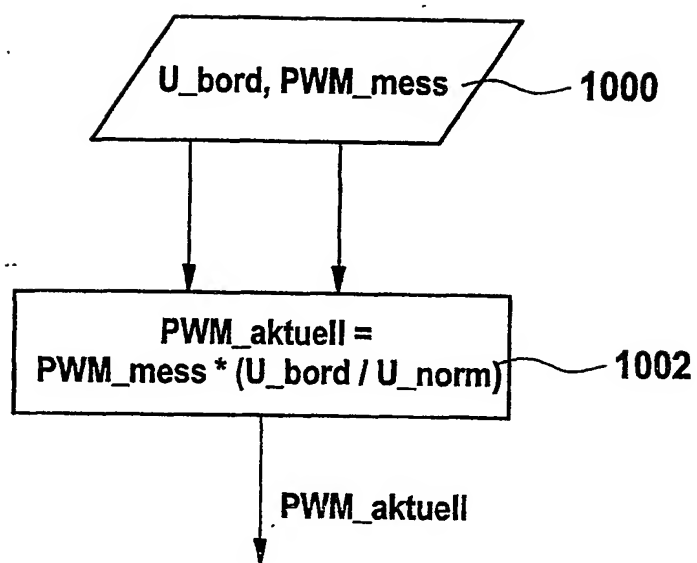 U_bord, PWM_mess
1000
PWM_aktuell =
PWM_mess * (U_bord / U_norm)
1002
PWM_aktuell